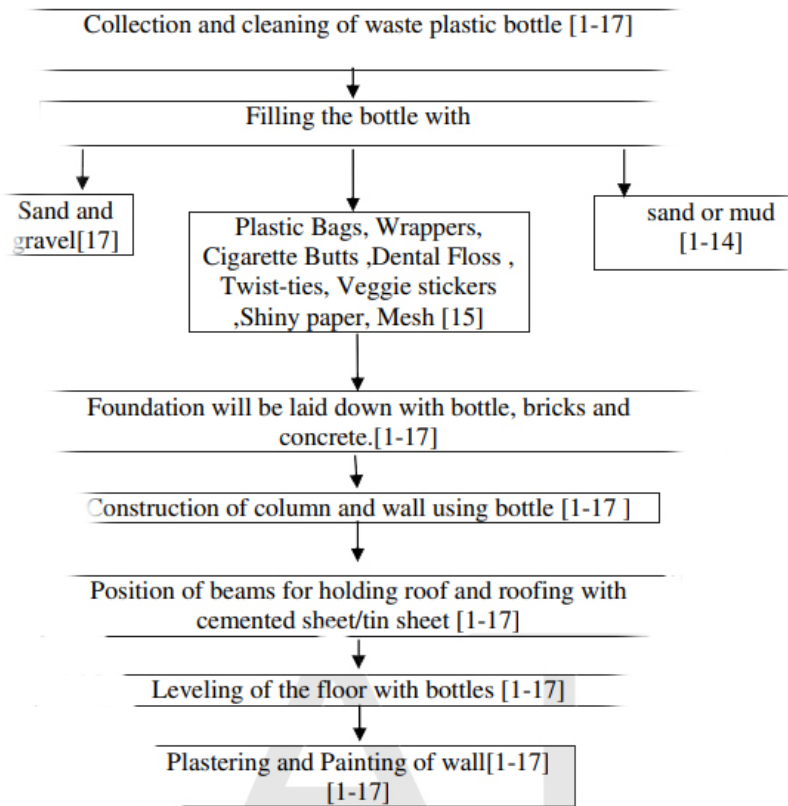 Collection and cleaning of waste plastic bottle [1-17]
Filling the bottle with
Sand and
gravel[17]
Plastic Bags, Wrappers,
Cigarette Butts ,Dental Floss ,
Twist-ties, Veggie stickers
,Shiny paper, Mesh [15]
sand or mud
[1-14]
Foundation will be laid down with bottle, bricks and
concrete.[1-17]
Construction of column and wall using bottle [1-17 ]
Position of beams for holding roof and roofing with
cemented sheet/tin sheet [1-17]
Leveling of the floor with bottles [1-17]
Plastering and Painting of wall[1-17]
[1-17]